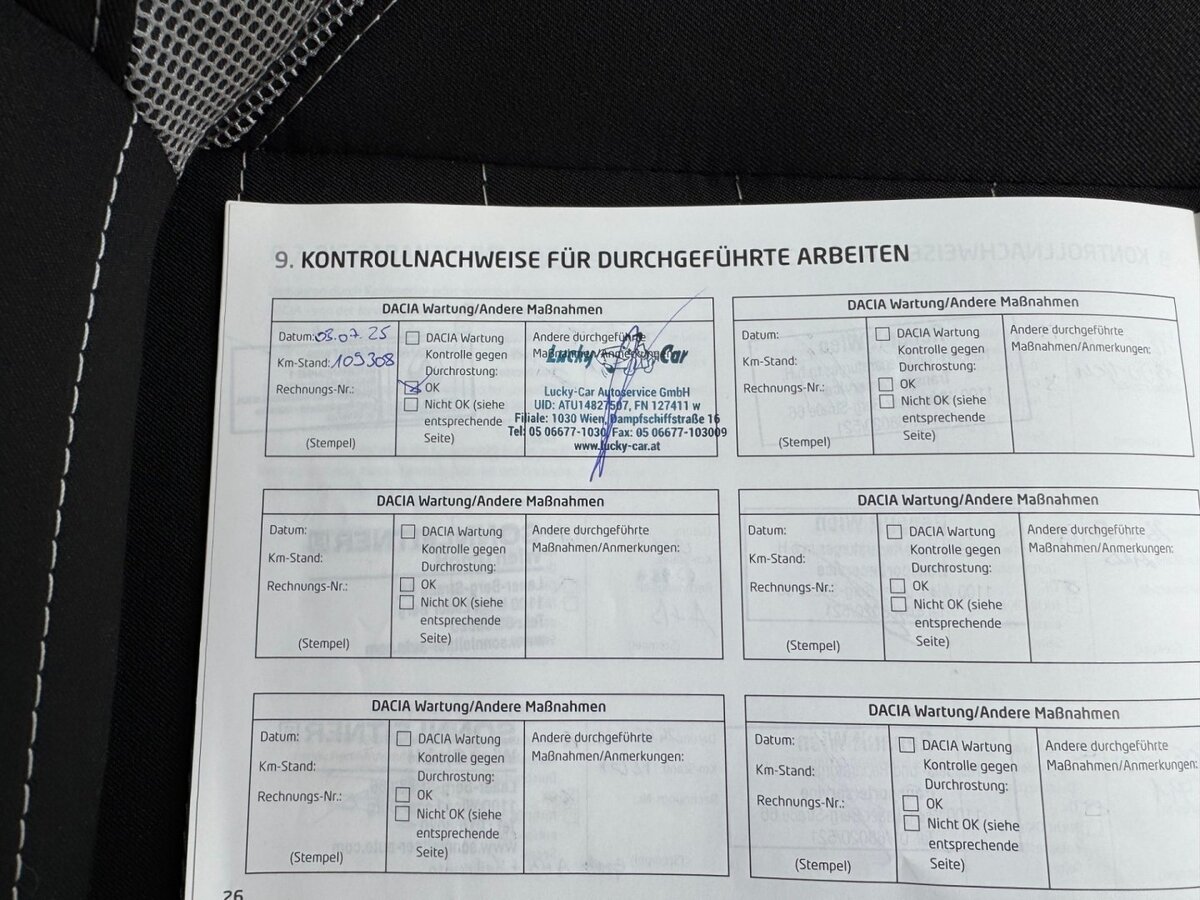 9. KONTROLLNACHWEISE FÜR DURCHGEFÜHRTE ARBEITEN
DACIA Wartung/Andere Maßnahmen
Datum: 03.07.25
Km-Stand: 109308
Rechnungs-Nr.:
(Stempel)
DACIA Wartung
Kontrolle gegen
Durchrostung:
OK
Nicht OK (siehe
entsprechende
Seite)
Andere durchgeführte
Maßnahmen/Anmerkungen:
Lucky Car
Lucky-Car Autoservice GmbH
UID: ATU14827507, FN 127411 w
Filiale: 1030 Wien, Dampfschiffstraße 16
Tel: 05 06677-1030, Fax: 05 06677-103009
www.lucky-car.at
DACIA Wartung/Andere Maßnahmen
Datum:
Km-Stand:
Rechnungs-Nr.:
(Stempel)
DACIA Wartung
Kontrolle gegen
Durchrostung:
OK
Nicht OK (siehe
entsprechende
Seite)
Andere durchgeführte
Maßnahmen/Anmerkungen:
DACIA Wartung/Andere Maßnahmen
Datum:
Km-Stand:
Rechnungs-Nr.:
(Stempel)
DACIA Wartung
Kontrolle gegen
Durchrostung:
OK
Nicht OK (siehe
entsprechende
Seite)
Andere durchgeführte
Maßnahmen/Anmerkungen:
DACIA Wartung/Andere Maßnahmen
Datum:
Km-Stand:
Rechnungs-Nr.:
(Stempel)
DACIA Wartung
Kontrolle gegen
Durchrostung:
OK
Nicht OK (siehe
entsprechende
Seite)
Andere durchgeführte
Maßnahmen/Anmerkungen:
DACIA Wartung/Andere Maßnahmen
Datum:
Km-Stand:
Rechnungs-Nr.:
(Stempel)
DACIA Wartung
Kontrolle gegen
Durchrostung:
OK
Nicht OK (siehe
entsprechende
Seite)
Andere durchgeführte
Maßnahmen/Anmerkungen:
DACIA Wartung/Andere Maßnahmen
Datum:
Km-Stand:
Rechnungs-Nr.:
(Stempel)
DACIA Wartung
Kontrolle gegen
Durchrostung:
OK
Nicht OK (siehe
entsprechende
Seite)
Andere durchgeführte
Maßnahmen/Anmerkungen:
26